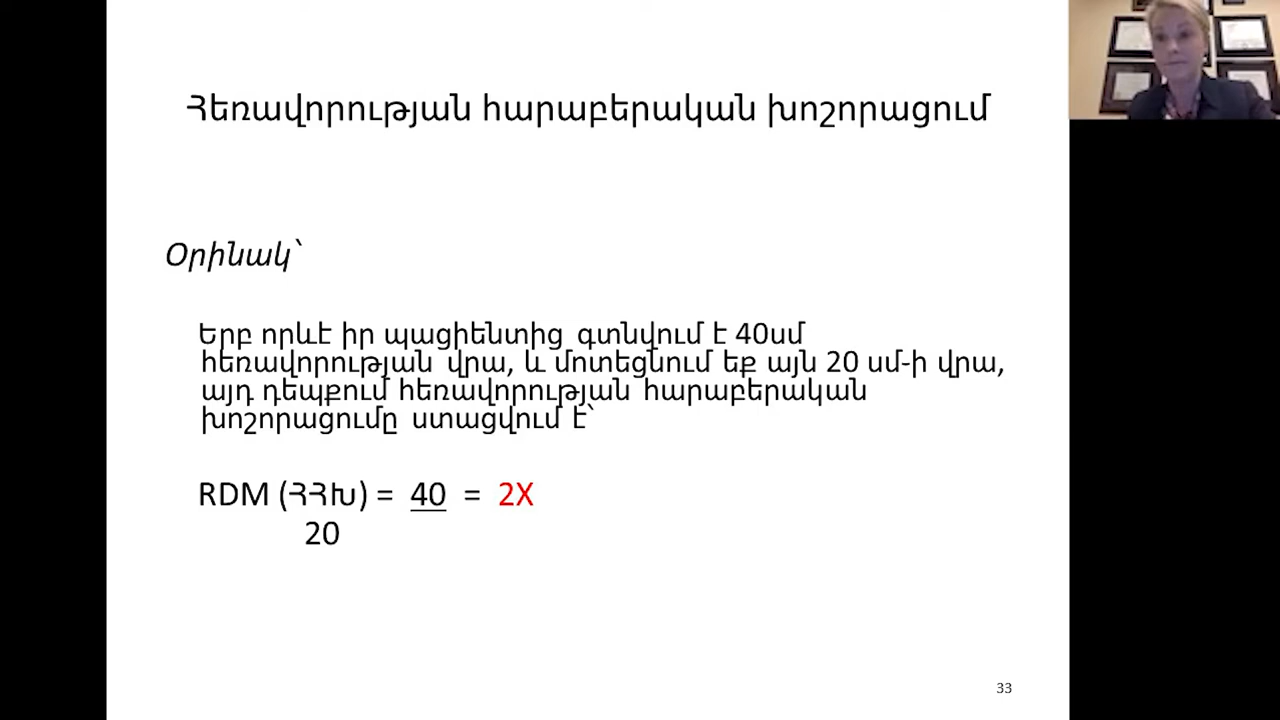 Հեռավորության հարաբերական խոշորացում
Օրինակ՝
Երբ որևէ իր պացիենտից գտնվում է 40սմ
հեռավորության վրա, և մոտեցնում եք այն 20 սմ-ի վրա,
այդ դեպքում հեռավորության հարաբերական
խոշորացումը ստացվում է՝
RDM (ՀՀԽ) = 40 = 2X
20
33